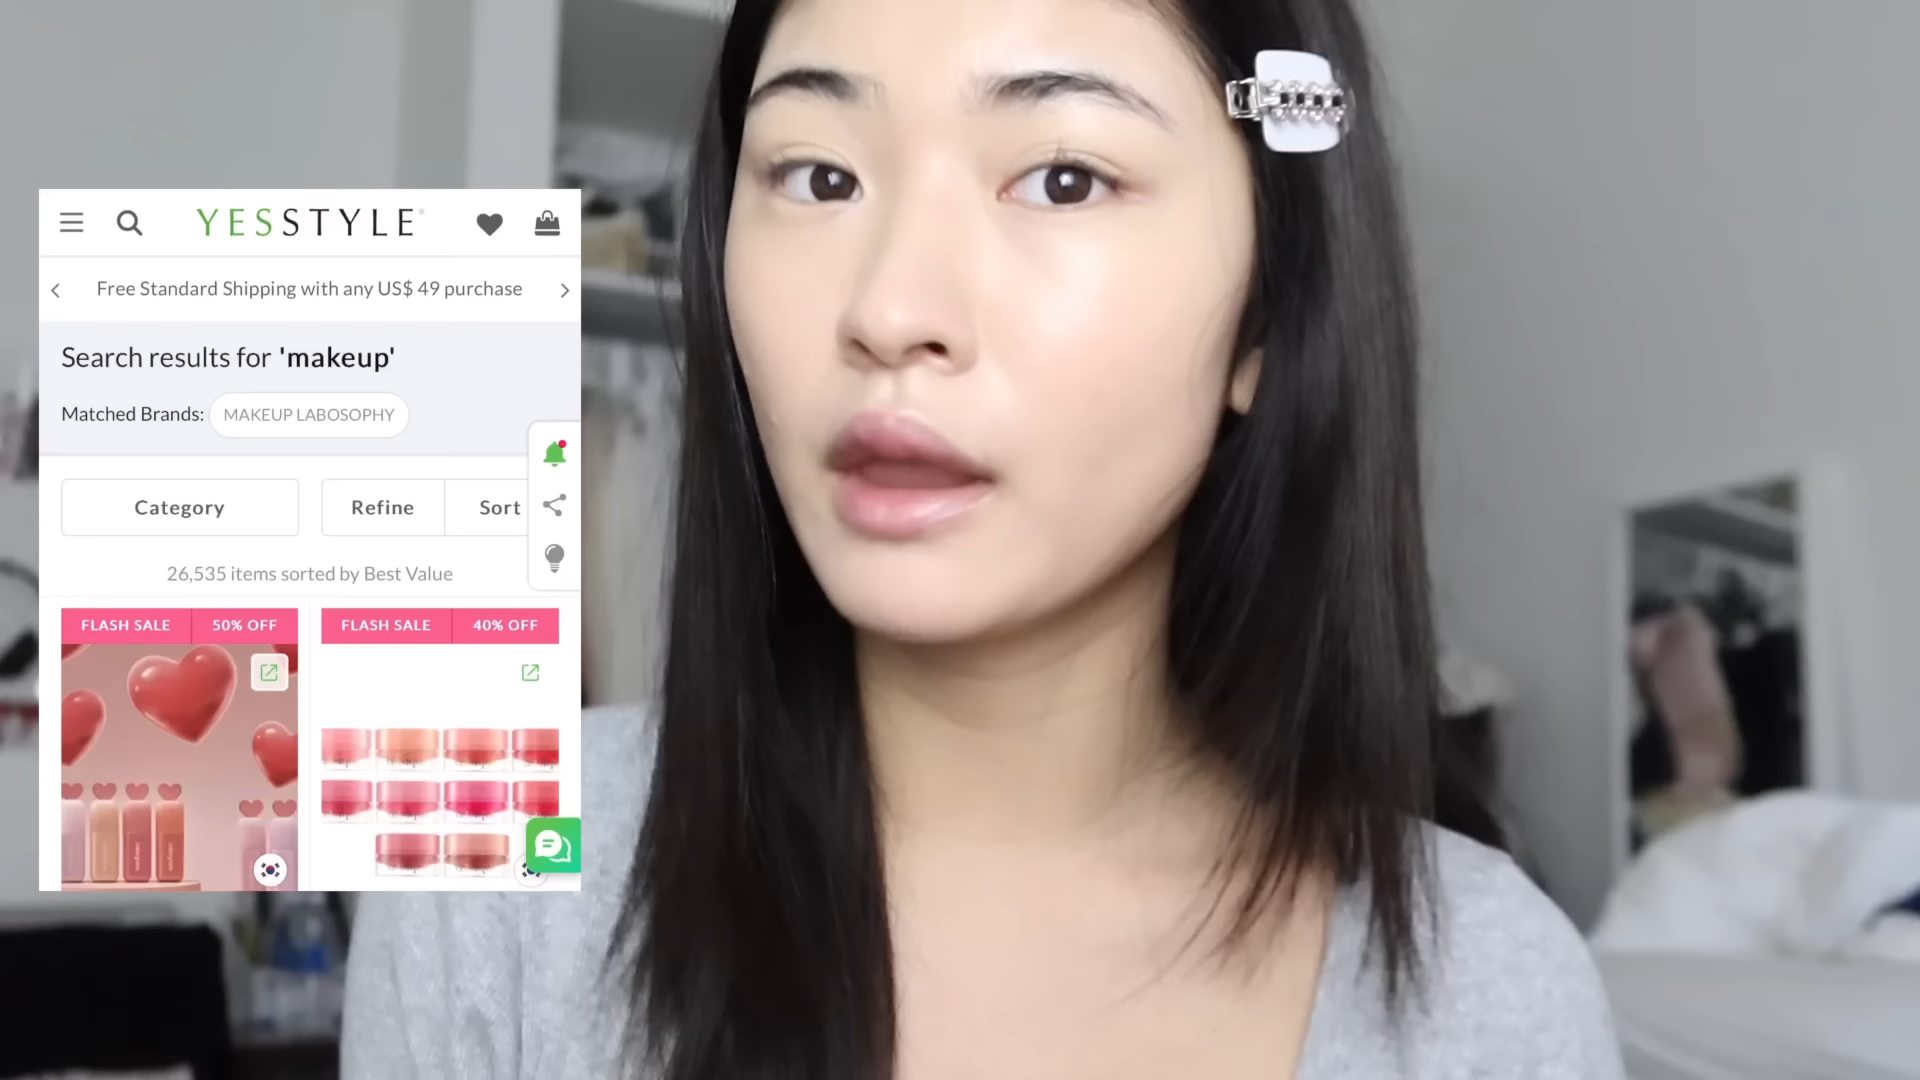 YESSTYLE
Free Standard Shipping with any US$ 49 purchase
Search results for 'makeup'
Matched Brands: MAKEUP LABOSOPHY
Category Refine Sort
26,535 items sorted by Best Value
FLASH SALE 50% OFF FLASH SALE 40% OFF